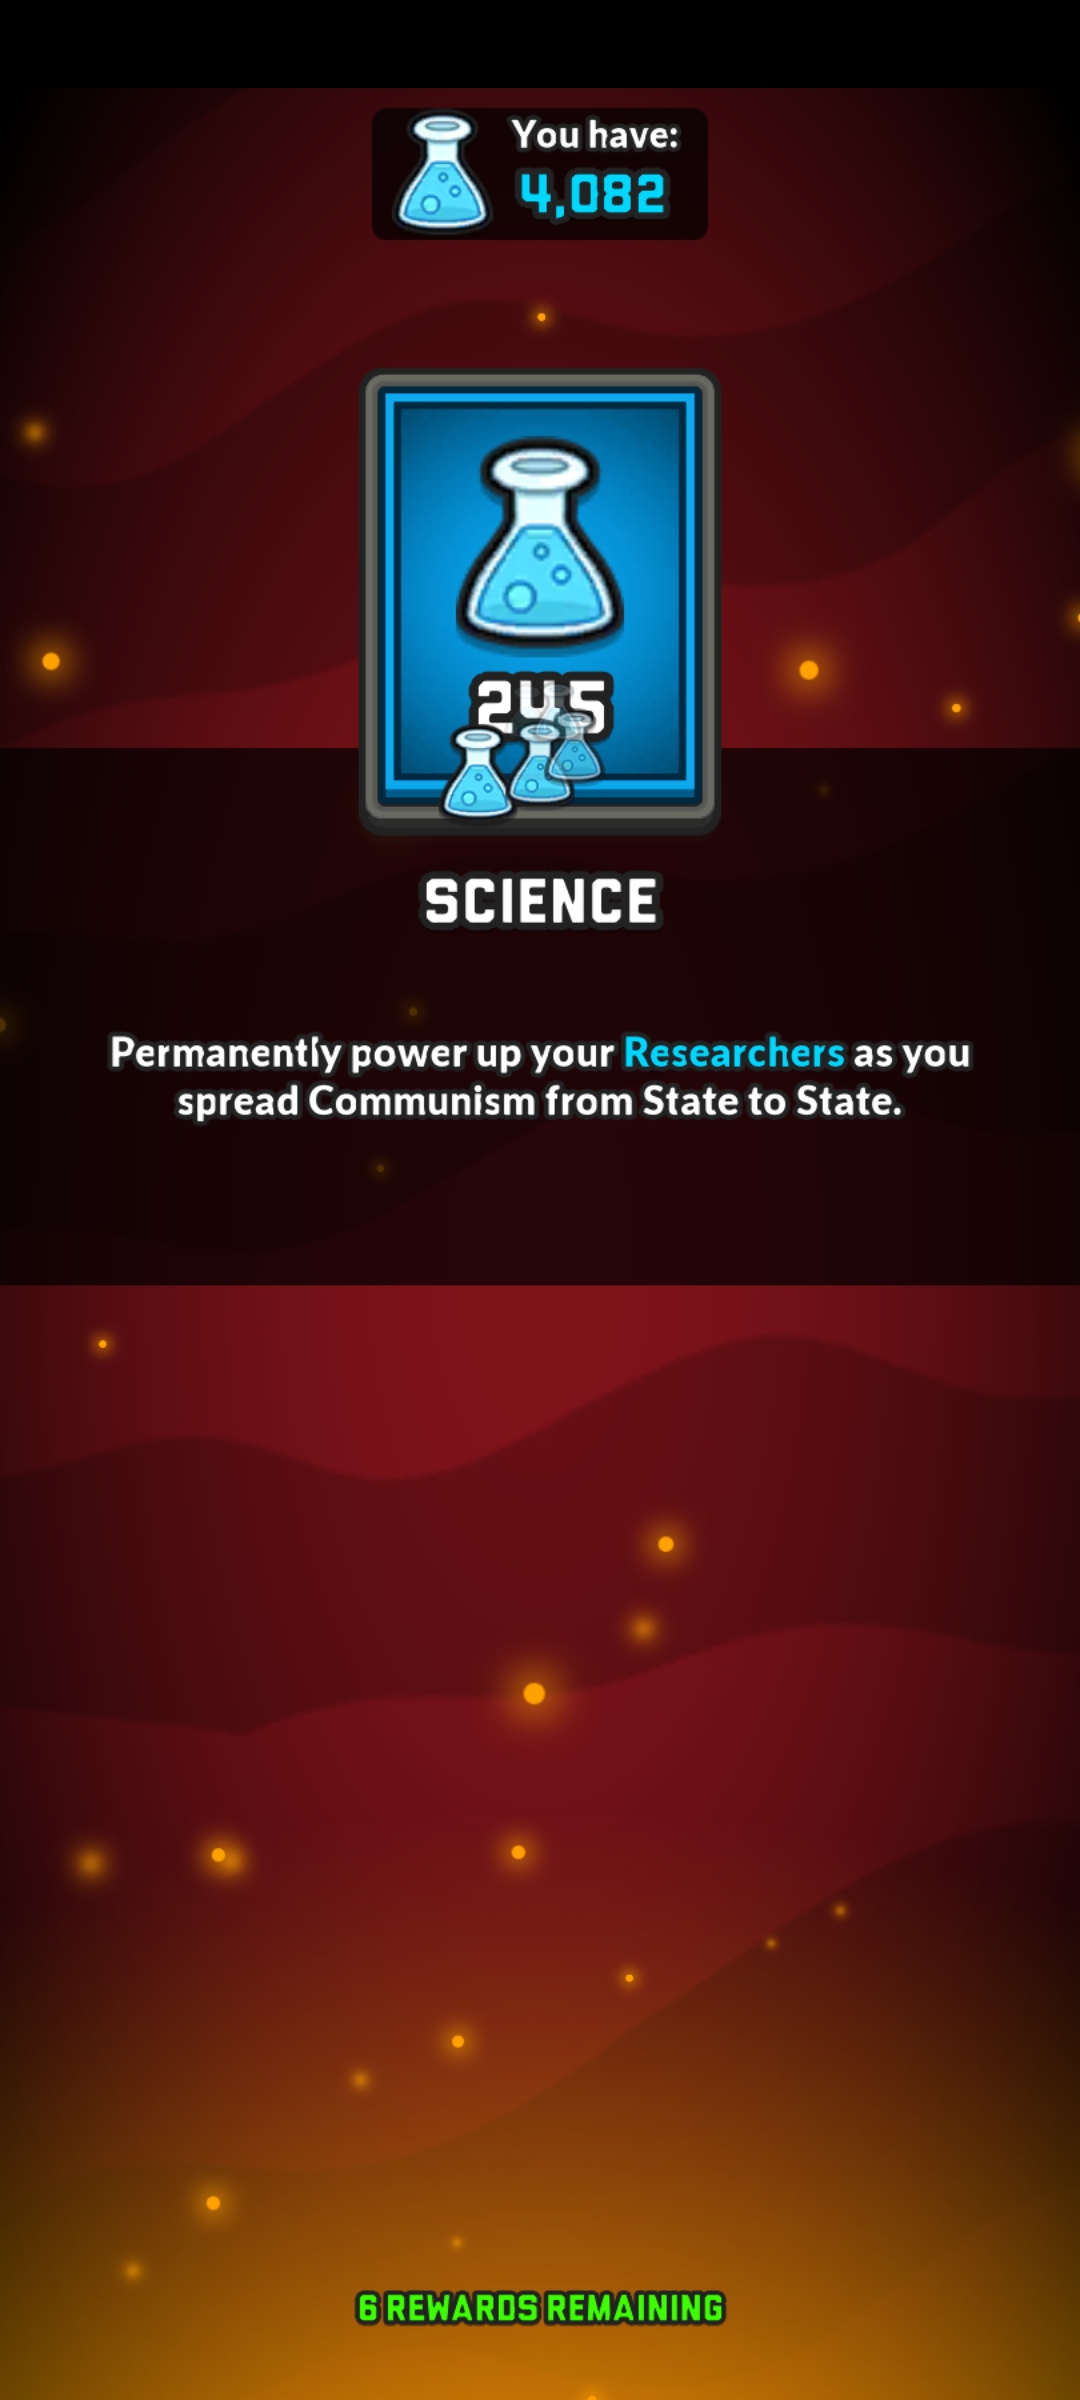 You have:
4,082
245
SCIENCE
Permanently power up your Researchers as you
spread Communism from State to State.
6 REWARDS REMAINING